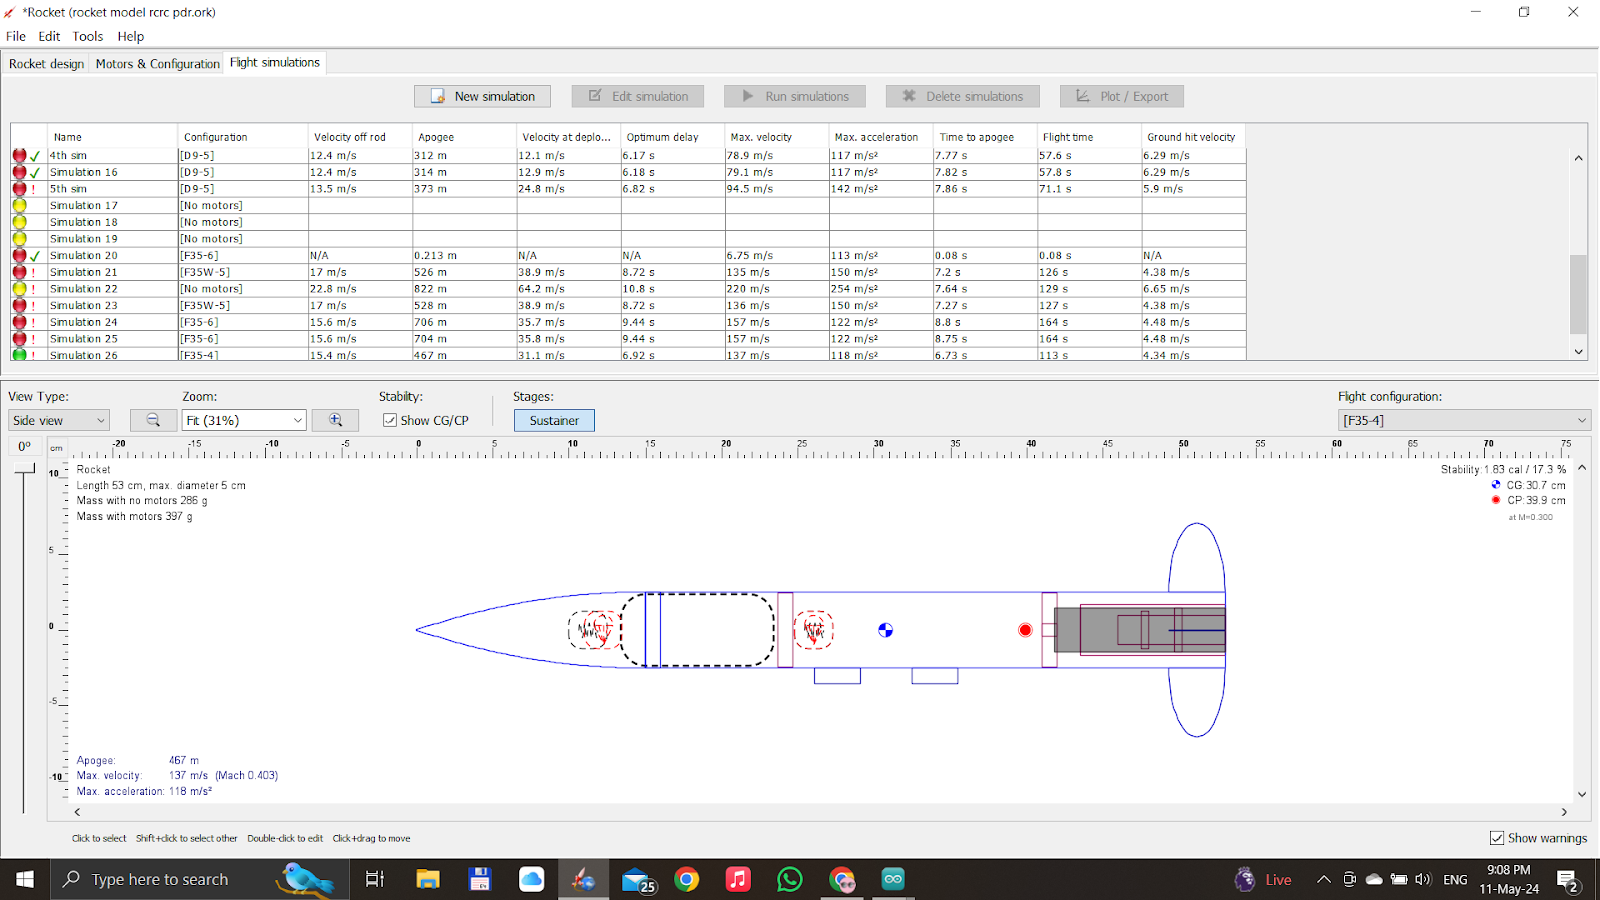 *Rocket (rocket model rcrc pdr.ork)
File Edit Tools Help
Rocket design Motors & Configuration Flight simulations
New simulation Edit simulation Run simulations Delete simulations Plot / Export
Name Configuration Velocity off rod Apogee Velocity at deplo... Optimum delay Max. velocity Max. acceleration Time to apogee Flight time Ground hit velocity
4th sim [D9-5] 12.4 m/s 312 m 12.1 m/s 6.17 s 78.9 m/s 117 m/s² 7.77 s 57.6 s 6.29 m/s
Simulation 16 [D9-5] 12.4 m/s 314 m 12.9 m/s 6.18 s 79.1 m/s 117 m/s² 7.82 s 57.8 s 6.29 m/s
! 5th sim [D9-5] 13.5 m/s 373 m 24.8 m/s 6.82 s 94.5 m/s 142 m/s² 7.86 s 71.1 s 5.9 m/s
Simulation 17 [No motors]
Simulation 18 [No motors]
Simulation 19 [No motors]
Simulation 20 [F35-6] N/A 0.213 m N/A N/A 6.75 m/s 113 m/s² 0.08 s 0.08 s N/A
! Simulation 21 [F35W-5] 17 m/s 526 m 38.9 m/s 8.72 s 135 m/s 150 m/s² 7.2 s 126 s 4.38 m/s
! Simulation 22 [No motors] 22.8 m/s 822 m 64.2 m/s 10.8 s 220 m/s 254 m/s² 7.64 s 129 s 6.65 m/s
! Simulation 23 [F35W-5] 17 m/s 528 m 38.9 m/s 8.72 s 136 m/s 150 m/s² 7.27 s 127 s 4.38 m/s
! Simulation 24 [F35-6] 15.6 m/s 706 m 35.7 m/s 9.44 s 157 m/s 122 m/s² 8.8 s 164 s 4.48 m/s
! Simulation 25 [F35-6] 15.6 m/s 704 m 35.8 m/s 9.44 s 157 m/s 122 m/s² 8.75 s 164 s 4.48 m/s
! Simulation 26 [F35-4] 15.4 m/s 467 m 31.1 m/s 6.92 s 137 m/s 118 m/s² 6.73 s 113 s 4.34 m/s
View Type: Zoom: Stability: Stages: Flight configuration:
Side view Fit (31%) Show CG/CP Sustainer [F35-4]
0° cm -20 -15 -10 -5 0 5 10 15 20 25 30 35 40 45 50 55 60 65 70 75
10 5 0 -5 -10
Rocket
Length 53 cm, max. diameter 5 cm
Mass with no motors 286 g
Mass with motors 397 g
Stability: 1.83 cal / 17.3 %
CG: 30.7 cm
CP: 39.9 cm
at M=0.300
Apogee: 467 m
Max. velocity: 137 m/s (Mach 0.403)
Max. acceleration: 118 m/s²
Click to select Shift+click to select other Double-click to edit Click+drag to move Show warnings
Type here to search 25 Live ENG 9:08 PM
11-May-24 2